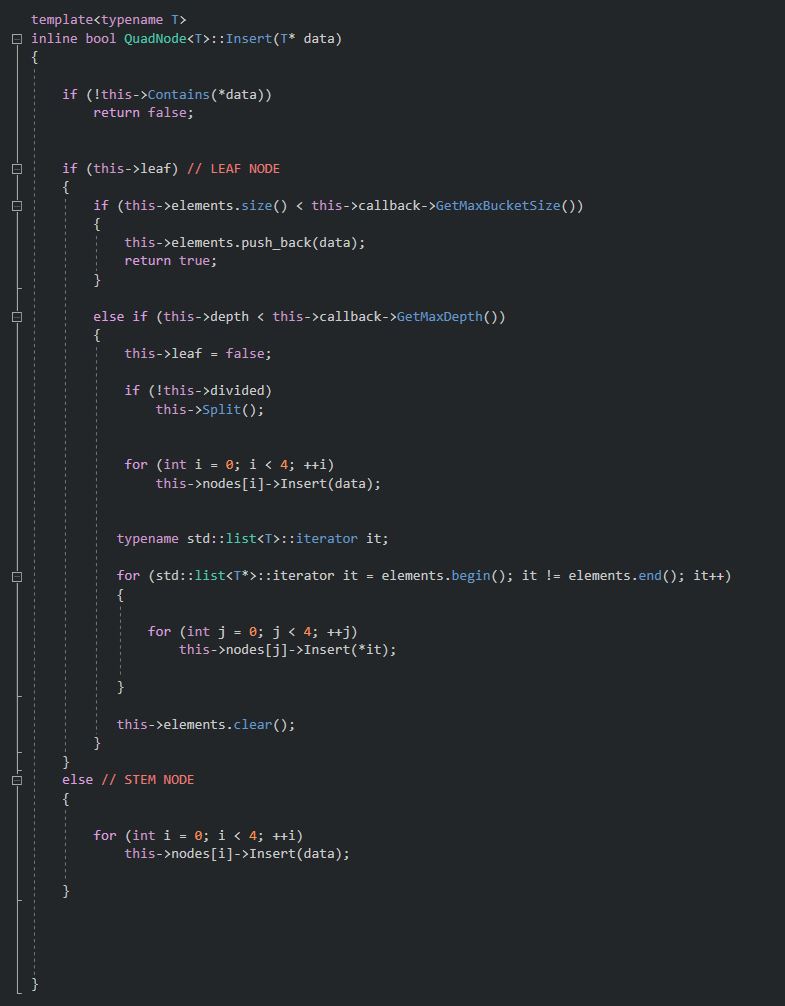 template<typename T>
inline bool QuadNode<T>::Insert(T* data)
{
if (!this->Contains(*data))
return false;
if (this->leaf) // LEAF NODE
{
if (this->elements.size() < this->callback->GetMaxBucketSize())
{
this->elements.push_back(data);
return true;
}
else if (this->depth < this->callback->GetMaxDepth())
{
this->leaf = false;
if (!this->divided)
this->Split();
for (int i = 0; i < 4; ++i)
this->nodes[i]->Insert(data);
typename std::list<T>::iterator it;
for (std::list<T*>::iterator it = elements.begin(); it != elements.end(); it++)
{
for (int j = 0; j < 4; ++j)
this->nodes[j]->Insert(*it);
}
this->elements.clear();
}
}
else // STEM NODE
{
for (int i = 0; i < 4; ++i)
this->nodes[i]->Insert(data);
}
}